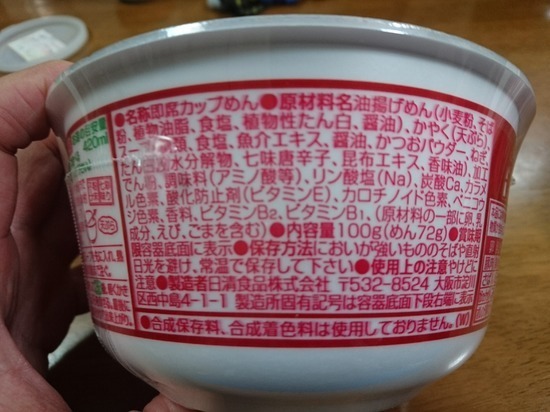 ●名称即席カップめん●原材料名油揚げめん(小麦粉、そば
粉、植物油脂、食塩、植物性たん白、醤油)、かやく(天ぷら)、
スープ(糖類、食塩、魚介エキス、醤油、かつおパウダー、ねぎ、
たん白加水分解物、七味唐辛子、昆布エキス、香味油)、加工
でん粉、調味料(アミノ酸等)、リン酸塩(Na)、炭酸Ca、カラメ
ル色素、酸化防止剤(ビタミンE)、カロチノイド色素、ベニコウ
ジ色素、香料、ビタミンB2、ビタミンB1、(原材料の一部に卵、乳
成分、えび、ごまを含む)●内容量100g(めん72g)●賞味期
限容器底面に表示●保存方法においが強いもののそばや直射
日光を避け、常温で保存して下さい●使用上の注意やけどに
注意●製造者日清食品株式会社 〒532-8524 大阪市淀川
区西中島4-1-1 製造所固有記号は容器底面下段右端に表示
●合成保存料、合成着色料は使用しておりません。(W)
420ml